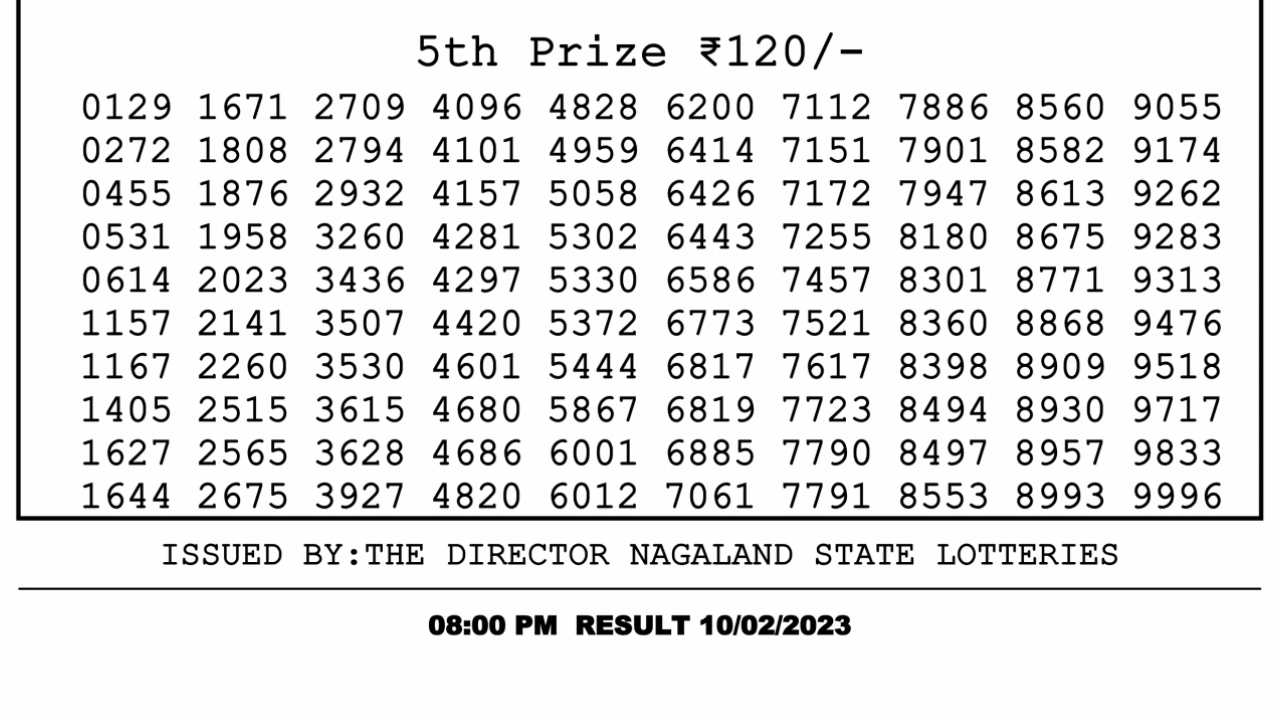 5th Prize ₹120/-
0129 1671 2709 4096 4828 6200 7112 7886 8560 9055
0272 1808 2794 4101 4959 6414 7151 7901 8582 9174
0455 1876 2932 4157 5058 6426 7172 7947 8613 9262
0531 1958 3260 4281 5302 6443 7255 8180 8675 9283
0614 2023 3436 4297 5330 6586 7457 8301 8771 9313
1157 2141 3507 4420 5372 6773 7521 8360 8868 9476
1167 2260 3530 4601 5444 6817 7617 8398 8909 9518
1405 2515 3615 4680 5867 6819 7723 8494 8930 9717
1627 2565 3628 4686 6001 6885 7790 8497 8957 9833
1644 2675 3927 4820 6012 7061 7791 8553 8993 9996
ISSUED BY:THE DIRECTOR NAGALAND STATE LOTTERIES
08:00 PM RESULT 10/02/2023